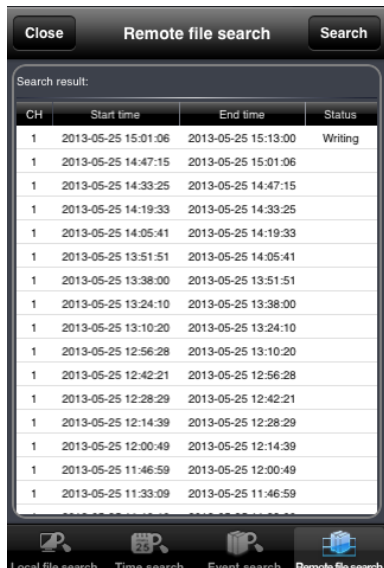 Close Remote file search Search
Search result:
CH Start time End time Status
1 2013-05-25 15:01:06 2013-05-25 15:13:00 Writing
1 2013-05-25 14:47:15 2013-05-25 15:01:06
1 2013-05-25 14:33:25 2013-05-25 14:47:15
1 2013-05-25 14:19:33 2013-05-25 14:33:25
1 2013-05-25 14:05:41 2013-05-25 14:19:33
1 2013-05-25 13:51:51 2013-05-25 14:05:41
1 2013-05-25 13:38:00 2013-05-25 13:51:51
1 2013-05-25 13:24:10 2013-05-25 13:38:00
1 2013-05-25 13:10:20 2013-05-25 13:24:10
1 2013-05-25 12:56:28 2013-05-25 13:10:20
1 2013-05-25 12:42:21 2013-05-25 12:56:28
1 2013-05-25 12:28:29 2013-05-25 12:42:21
1 2013-05-25 12:14:39 2013-05-25 12:28:29
1 2013-05-25 12:00:49 2013-05-25 12:14:39
1 2013-05-25 11:46:59 2013-05-25 12:00:49
1 2013-05-25 11:33:09 2013-05-25 11:46:59
25
Local file search Time search Event search Remote file search